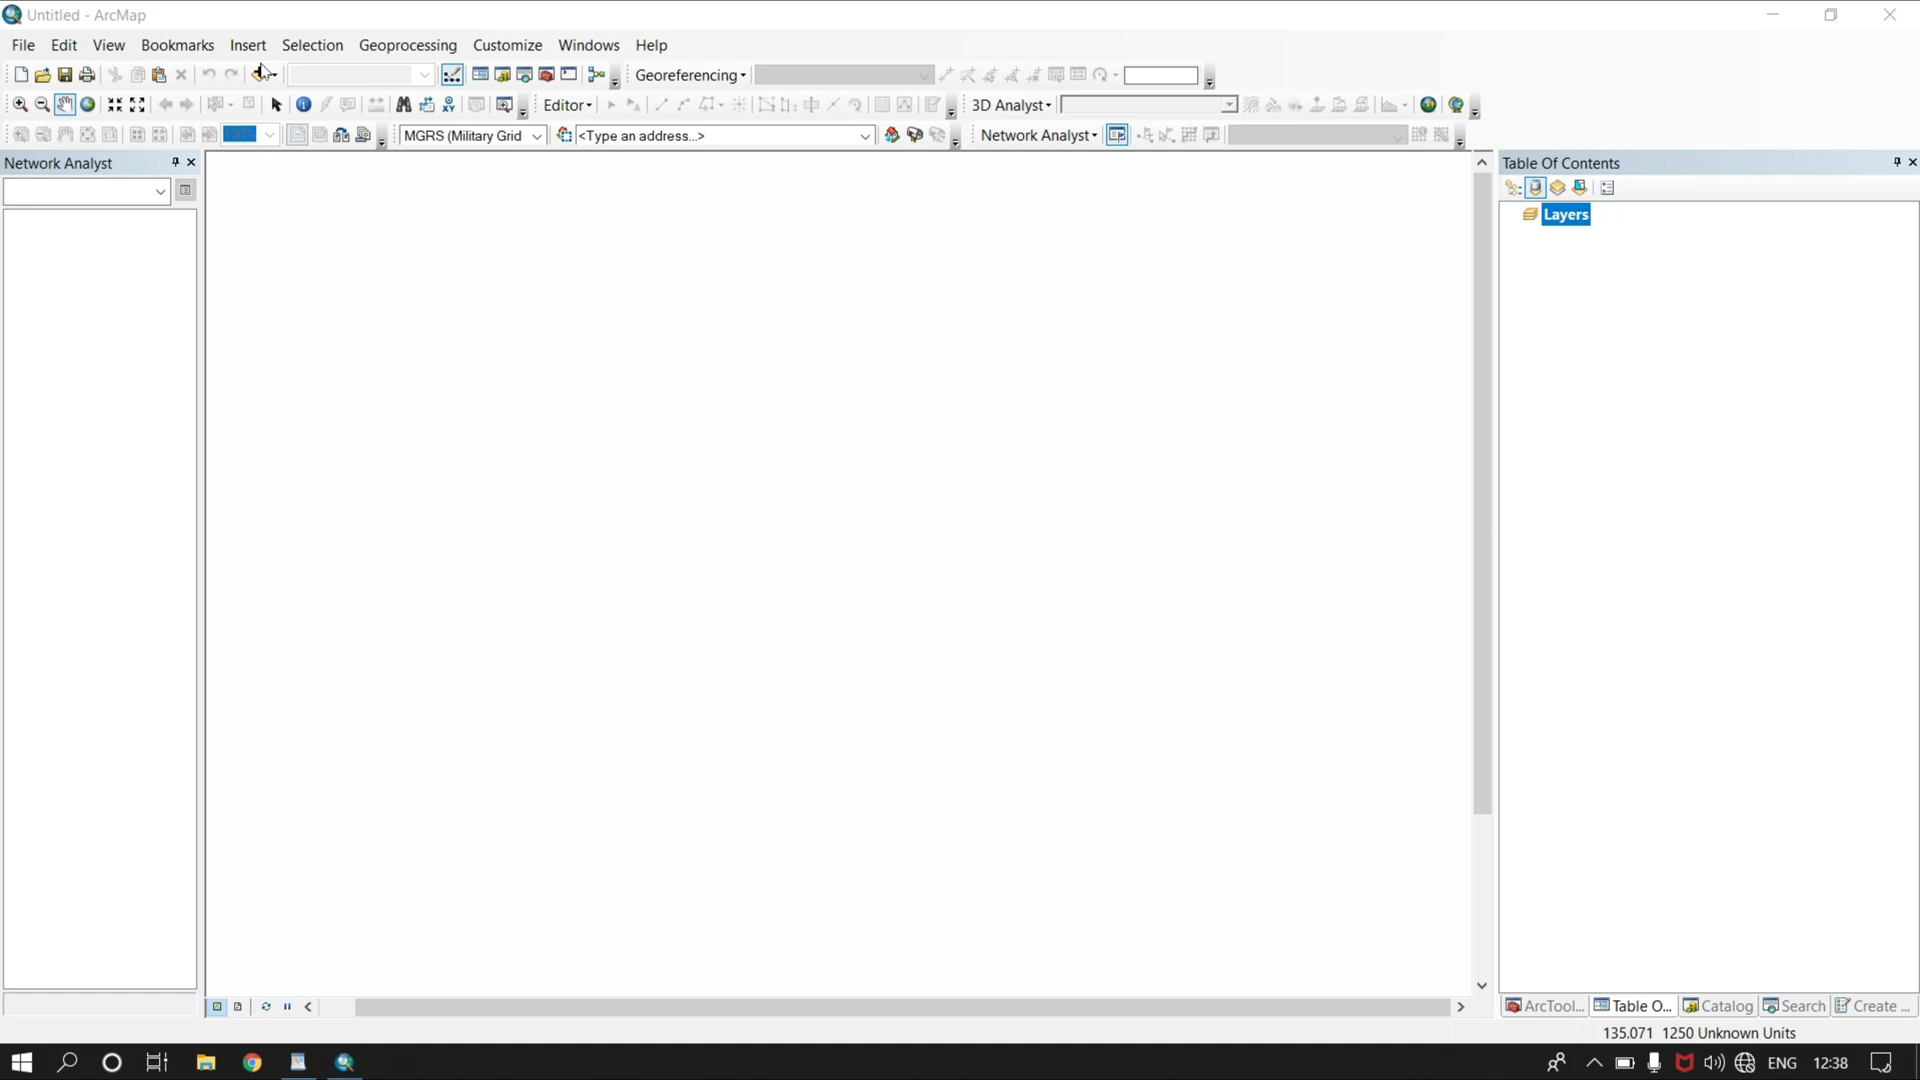 Untitled - ArcMap
File Edit View Bookmarks Insert Selection Geoprocessing Customize Windows Help
Georeferencing
Editor 3D Analyst
100% MGRS (Military Grid <Type an address...> Network Analyst
Network Analyst
Table Of Contents
Layers
ArcTool... Table O... Catalog Search Create ...
135.071 1250 Unknown Units
ENG 12:38